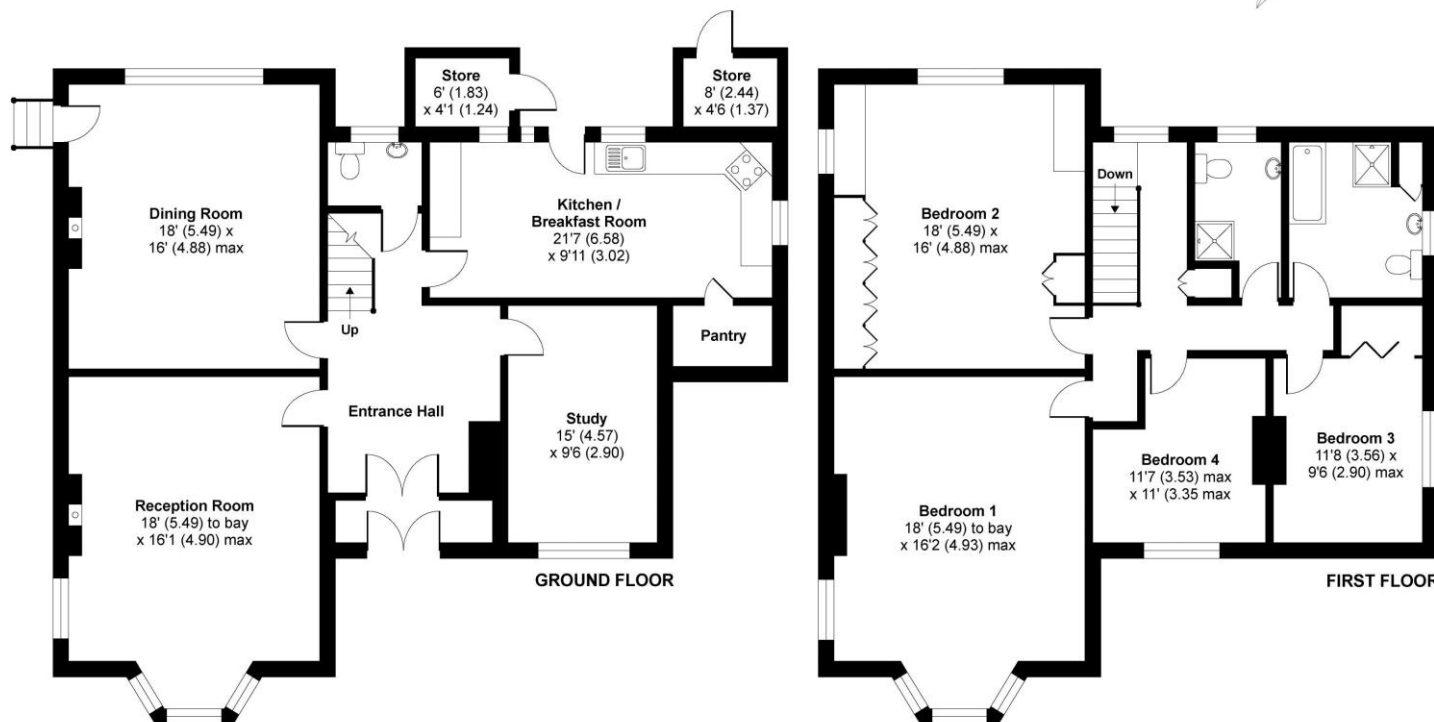 Store
6' (1.83)
x 4'1 (1.24)
Store
8' (2.44)
x 4'6 (1.37)
Dining Room
18' (5.49) x
16' (4.88) max
Kitchen /
Breakfast Room
21'7 (6.58)
x 9'11 (3.02)
Up
Pantry
Entrance Hall
Study
15' (4.57)
x 9'6 (2.90)
Reception Room
18' (5.49) to bay
x 16'1 (4.90) max
GROUND FLOOR
Down
Bedroom 2
18' (5.49) x
16' (4.88) max
Bedroom 3
11'8 (3.56) x
9'6 (2.90) max
Bedroom 4
11'7 (3.53) max
x 11' (3.35 max
Bedroom 1
18' (5.49) to bay
x 16'2 (4.93) max
FIRST FLOOR